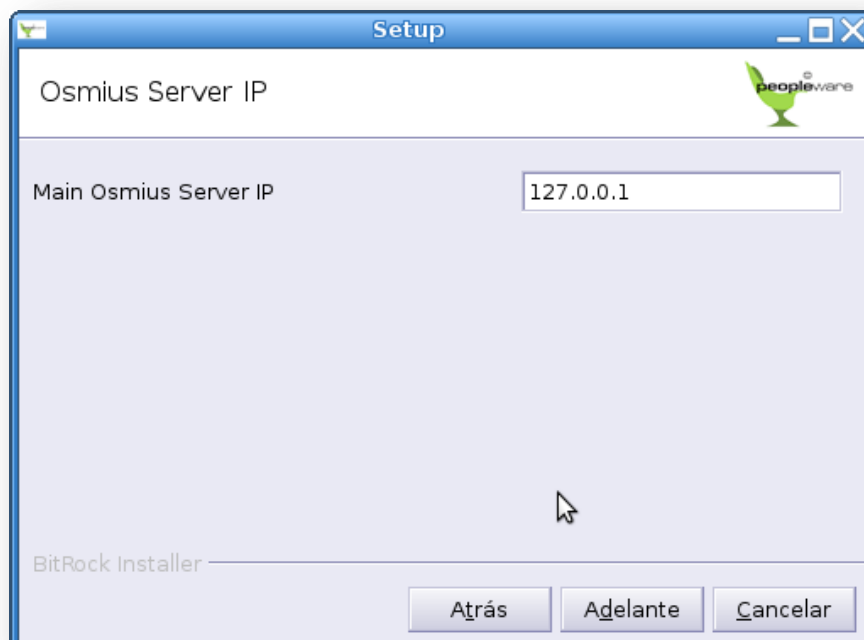 Setup
Osmius Server IP
peopleware
Main Osmius Server IP 127.0.0.1
BitRock Installer
Atrás Adelante Cancelar